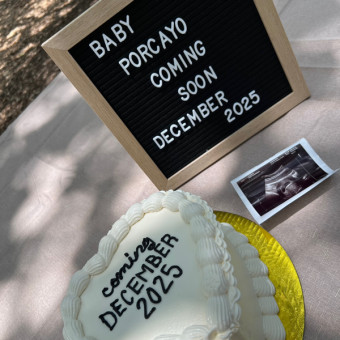 BABY
PORCAYO
COMING
SOON
DECEMBER 2025
coming
DECEMBER
2025